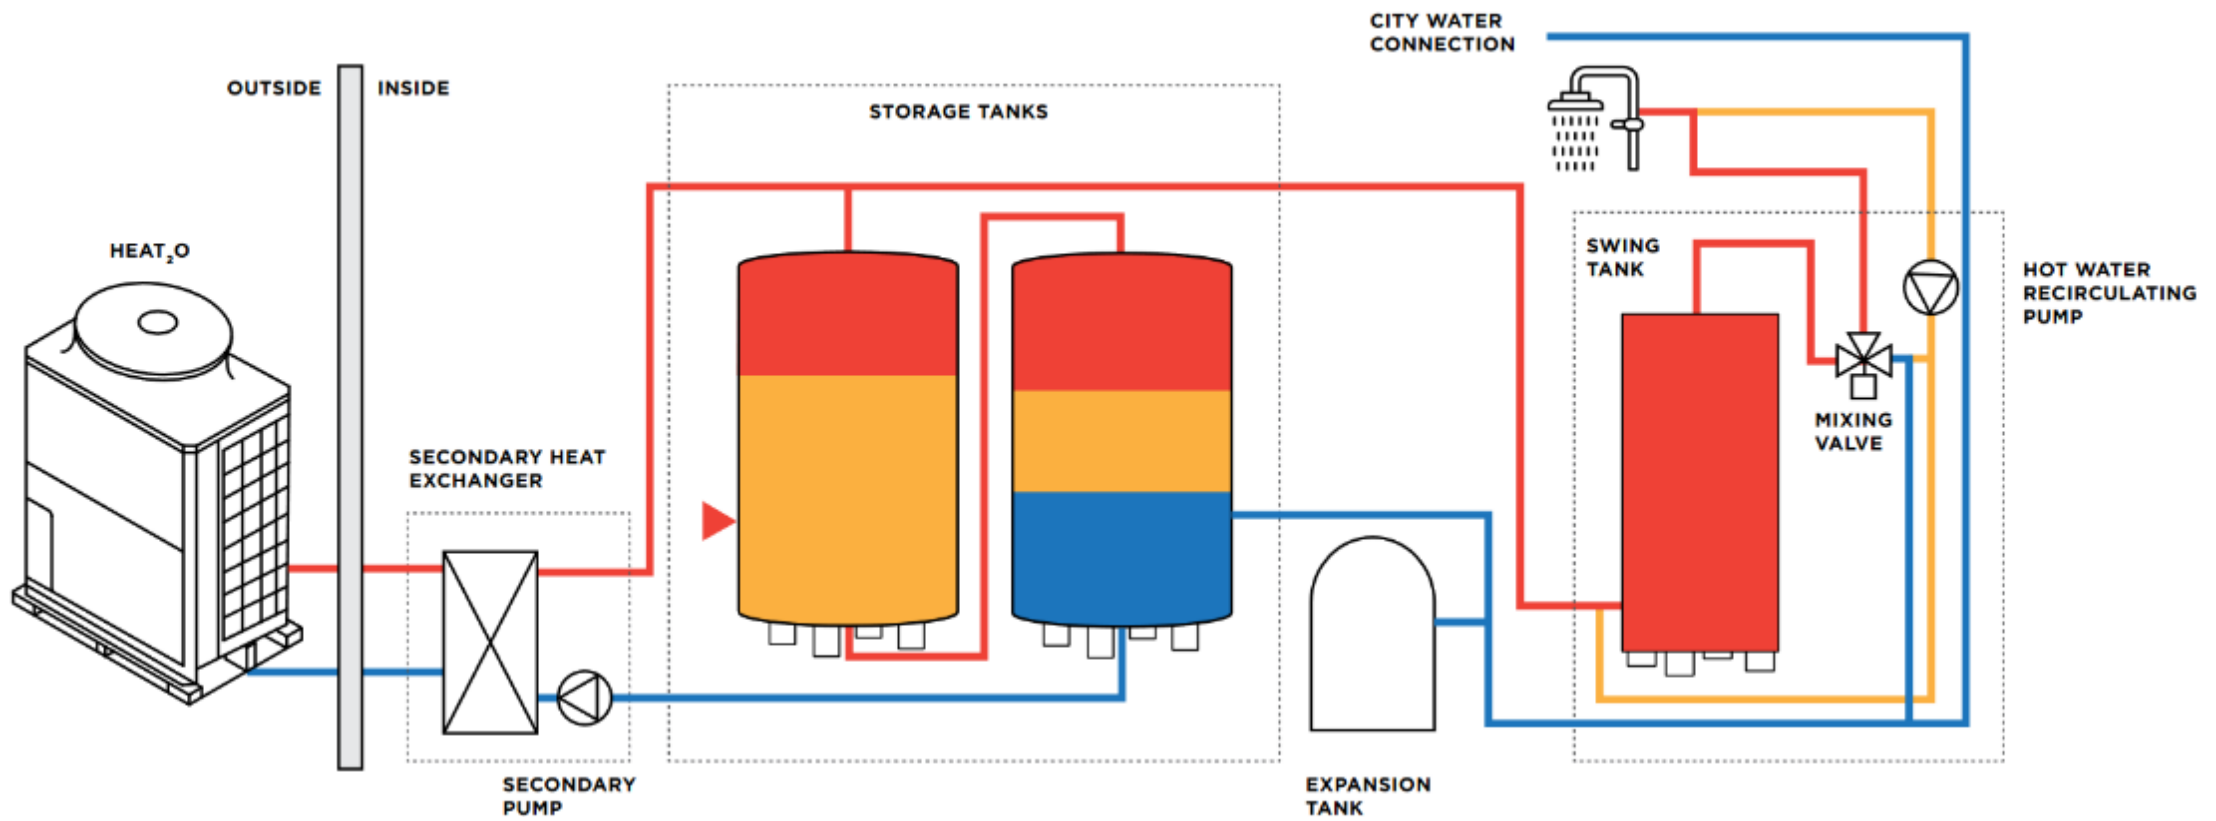 CITY WATER
CONNECTION
OUTSIDE
INSIDE
STORAGE TANKS
HEAT₂O
SWING
TANK
HOT WATER
RECIRCULATING
PUMP
MIXING
VALVE
SECONDARY HEAT
EXCHANGER
SECONDARY
PUMP
EXPANSION
TANK